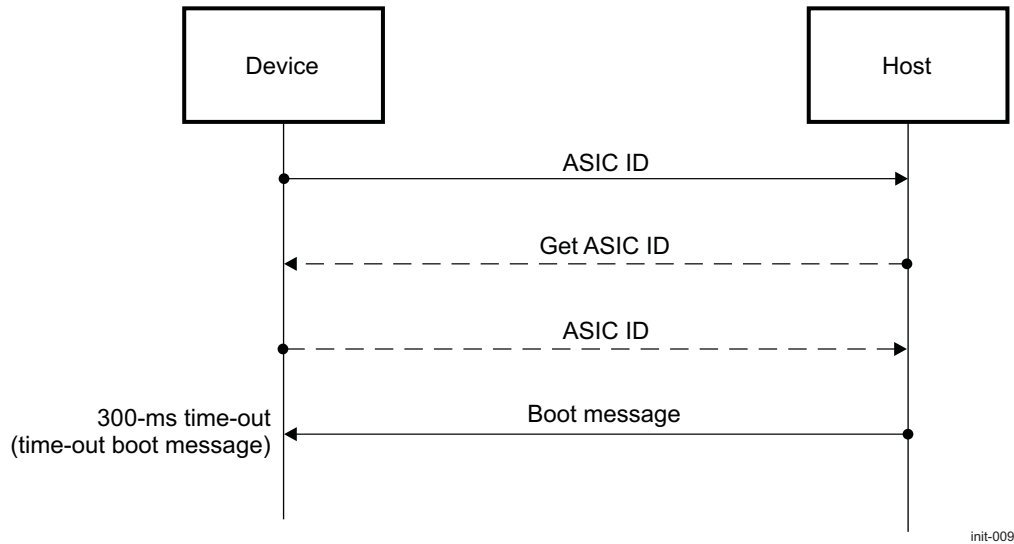 Device
Host
ASIC ID
Get ASIC ID
ASIC ID
300-ms time-out
(time-out boot message)
Boot message
init-009